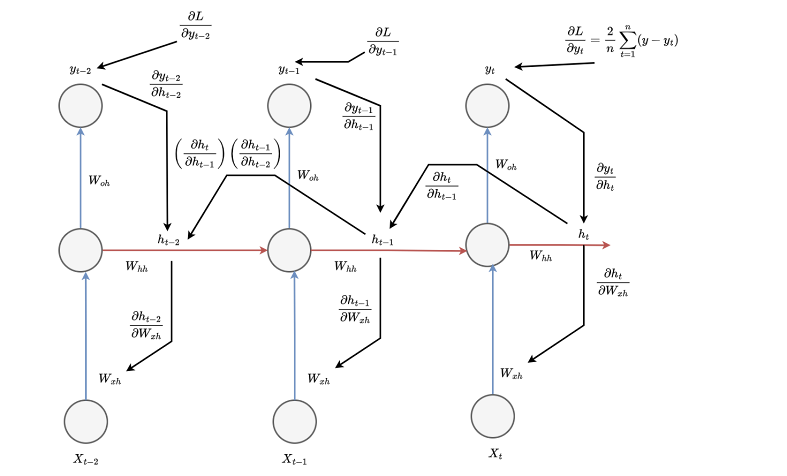 ∂L/∂y_{t-2}
∂L/∂y_{t-1}
∂L/∂y_t = 2/n ∑_{t=1}^{n} (y − y_t)
y_{t-2}
y_{t-1}
y_t
∂y_{t-2}/∂h_{t-2}
∂y_{t-1}/∂h_{t-1}
(∂h_t/∂h_{t-1}) (∂h_{t-1}/∂h_{t-2})
W_{oh}
W_{oh}
W_{oh}
∂h_t/∂h_{t-1}
∂y_t/∂h_t
h_{t-2}
h_{t-1}
h_t
W_{hh}
W_{hh}
W_{hh}
∂h_{t-2}/∂W_{xh}
∂h_{t-1}/∂W_{xh}
∂h_t/∂W_{xh}
W_{xh}
W_{xh}
W_{xh}
X_{t-2}
X_{t-1}
X_t